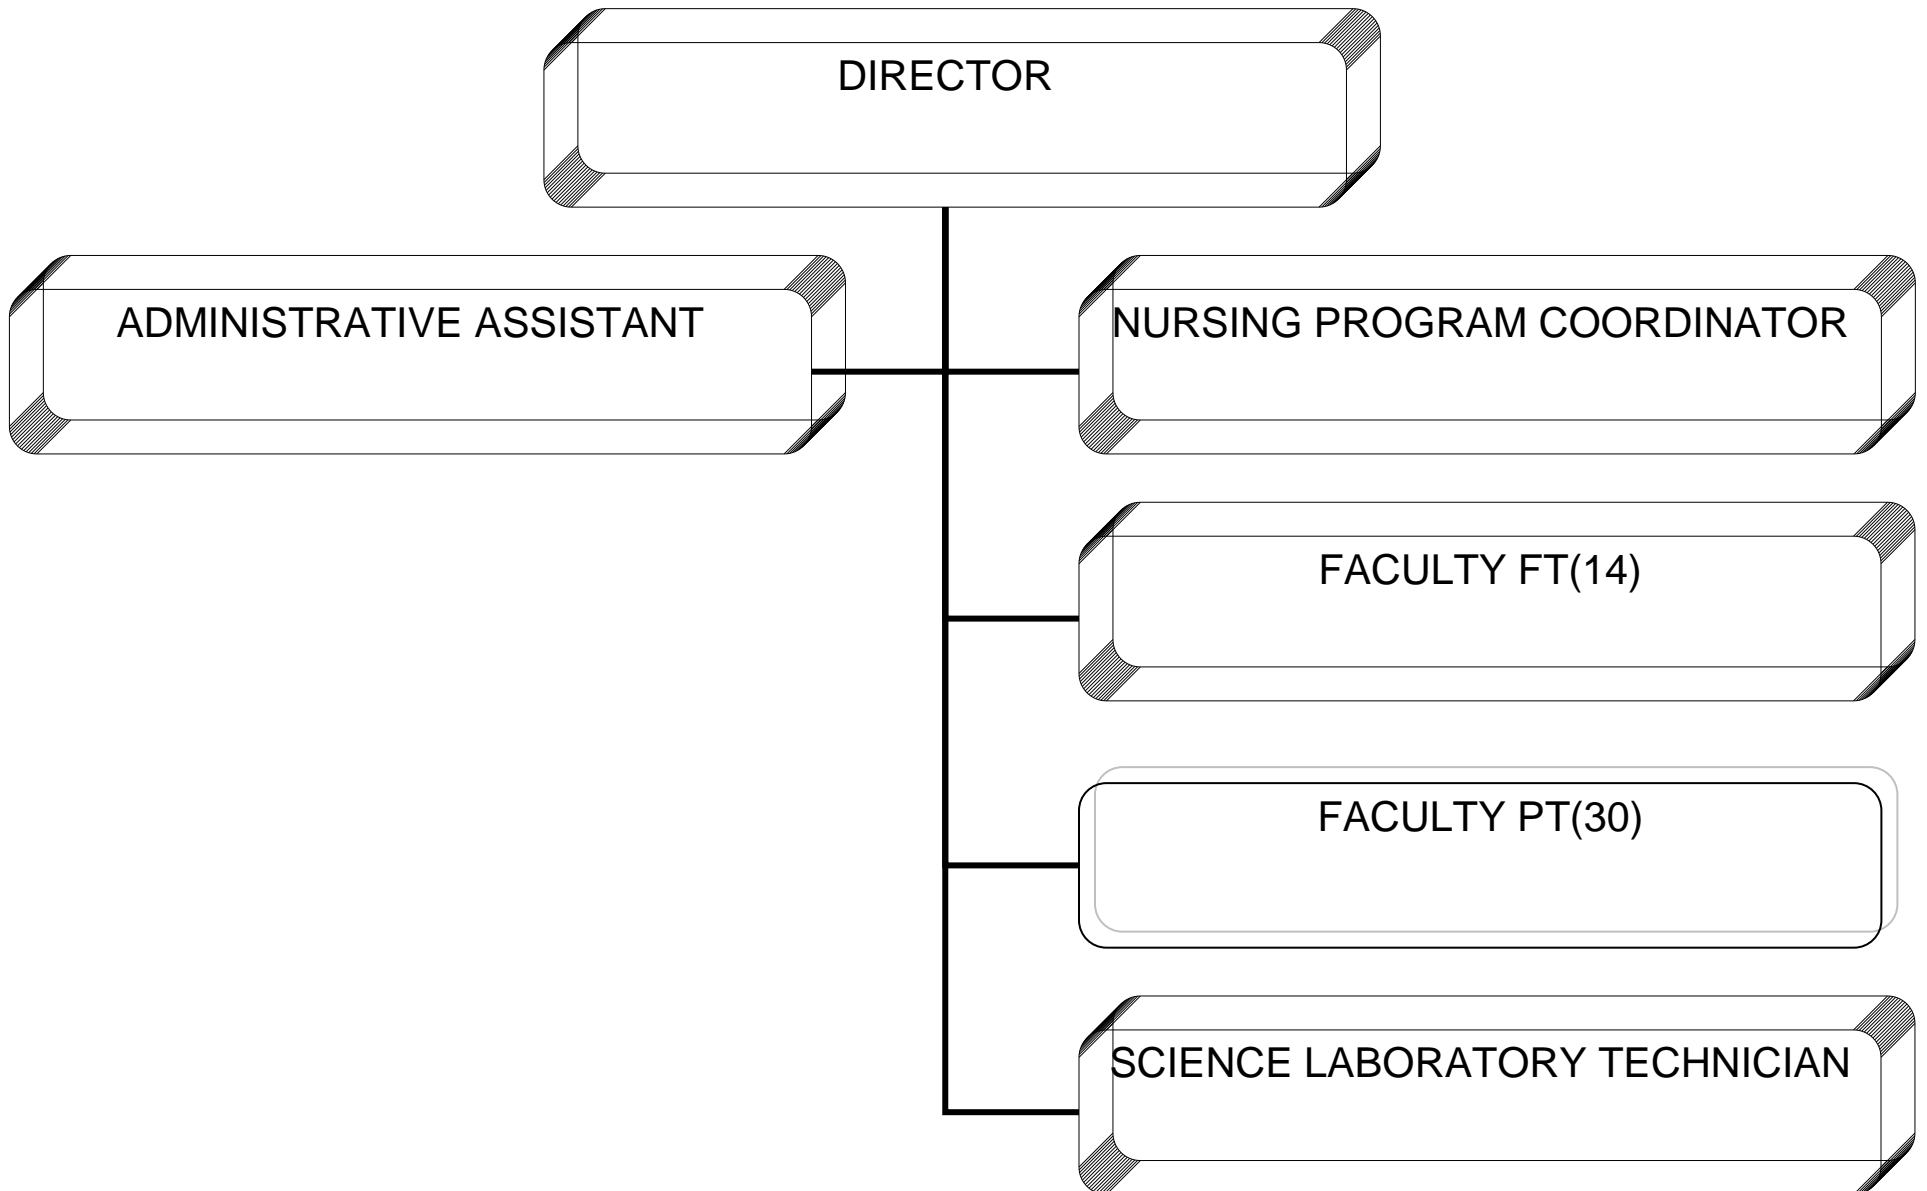 DIRECTOR
ADMINISTRATIVE ASSISTANT
NURSING PROGRAM COORDINATOR
FACULTY FT(14)
FACULTY PT(30)
SCIENCE LABORATORY TECHNICIAN